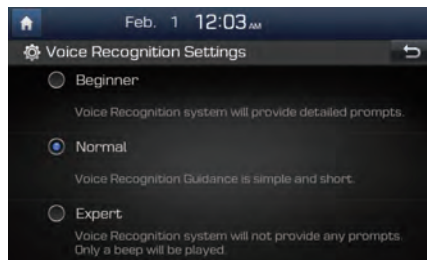 Feb. 1 12:03 AM
Voice Recognition Settings
Beginner
Voice Recognition system will provide detailed prompts.
Normal
Voice Recognition Guidance is simple and short.
Expert
Voice Recognition system will not provide any prompts.
Only a beep will be played.